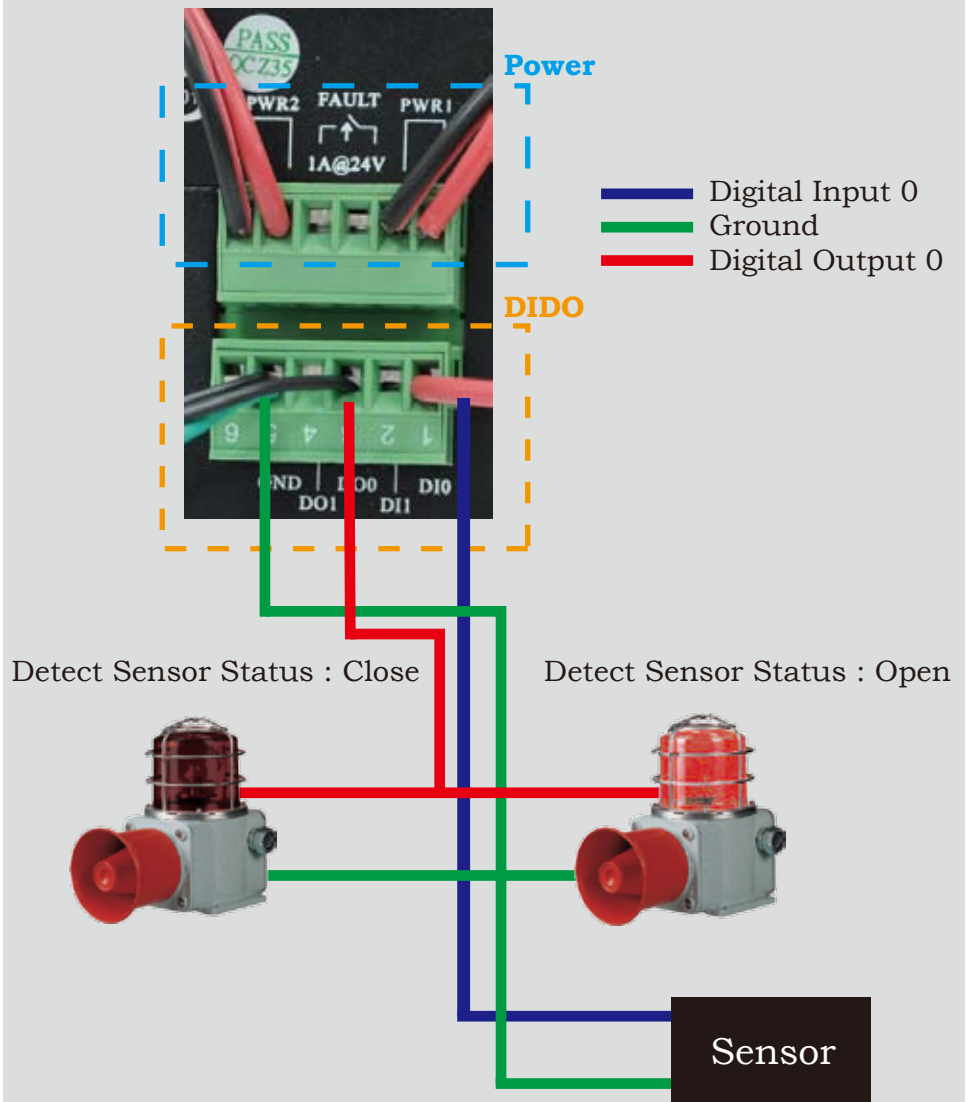 PASS
QCZ35
Power
PWR2 FAULT PWR1
1A@24V
Digital Input 0
Ground
Digital Output 0
DIDO
6 5 4 3 2 1
GND DO0 DI0
DO1 DI1
Detect Sensor Status : Close
Detect Sensor Status : Open
Sensor